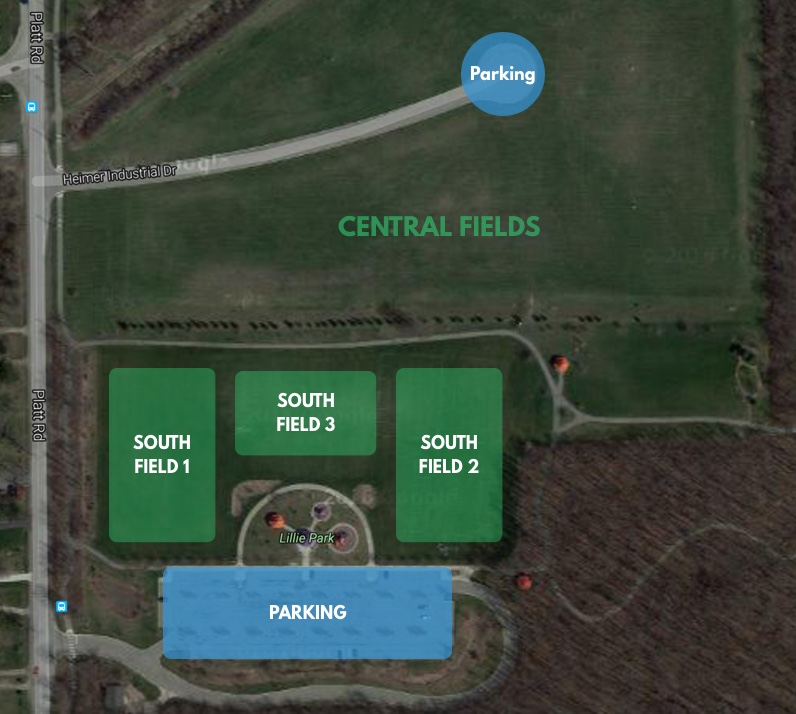 Platt Rd
Parking
Heimer Industrial Dr
CENTRAL FIELDS
Platt Rd
SOUTH
FIELD 1
SOUTH
FIELD 3
SOUTH
FIELD 2
Lillie Park
PARKING